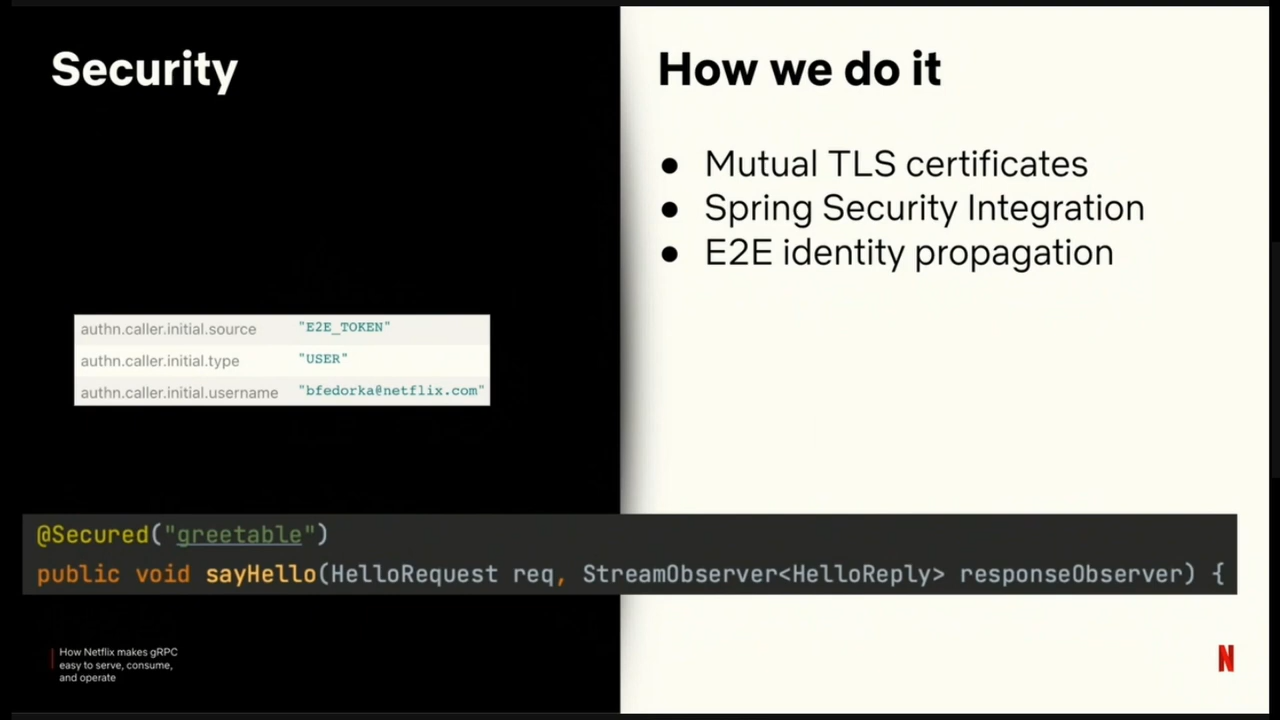 Security
How we do it
● Mutual TLS certificates
● Spring Security Integration
● E2E identity propagation
authn.caller.initial.source "E2E_TOKEN"
authn.caller.initial.type "USER"
authn.caller.initial.username "bfedorka@netflix.com"
@Secured("greetable")
public void sayHello(HelloRequest req, StreamObserver<HelloReply> responseObserver) {
How Netflix makes gRPC
easy to serve, consume,
and operate
N